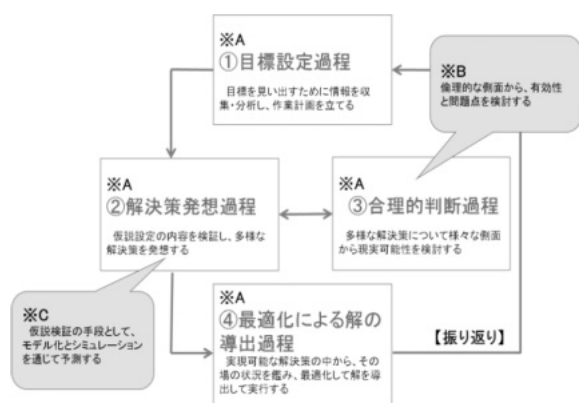 ※A
①目標設定過程
目標を見い出すために情報を収
集・分析し、作業計画を立てる
※B
倫理的な側面から、有効性
と問題点を検討する
※A
②解決策発想過程
仮説設定の内容を検証し、多様な
解決策を発想する
※A
③合理的判断過程
多様な解決策について様々な側面
から現実可能性を検討する
※C
仮説検証の手段として、
モデル化とシミュレーション
を通じて予測する
※A
④最適化による解の
導出過程
実現可能な解決策の中から、その
場の状況を鑑み、最適化して解を導
出して実行する
【振り返り】